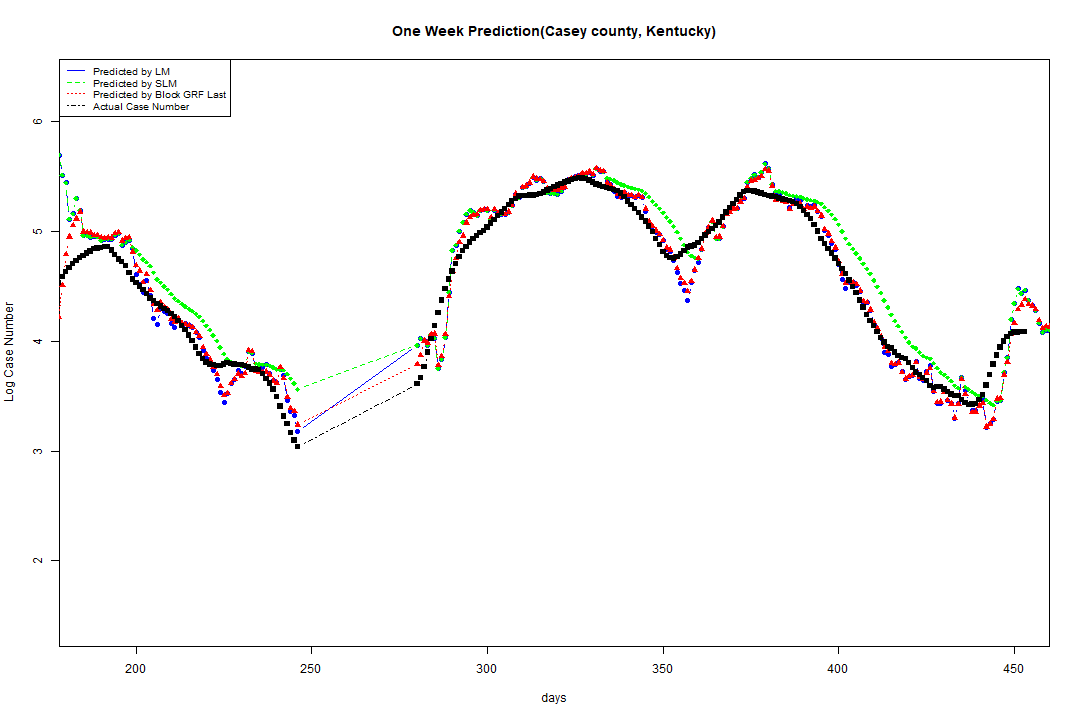 One Week Prediction(Casey county, Kentucky)
Predicted by LM
Predicted by SLM
Predicted by Block GRF Last
Actual Case Number
Log Case Number
6
5
4
3
2
200
250
300
350
400
450
days